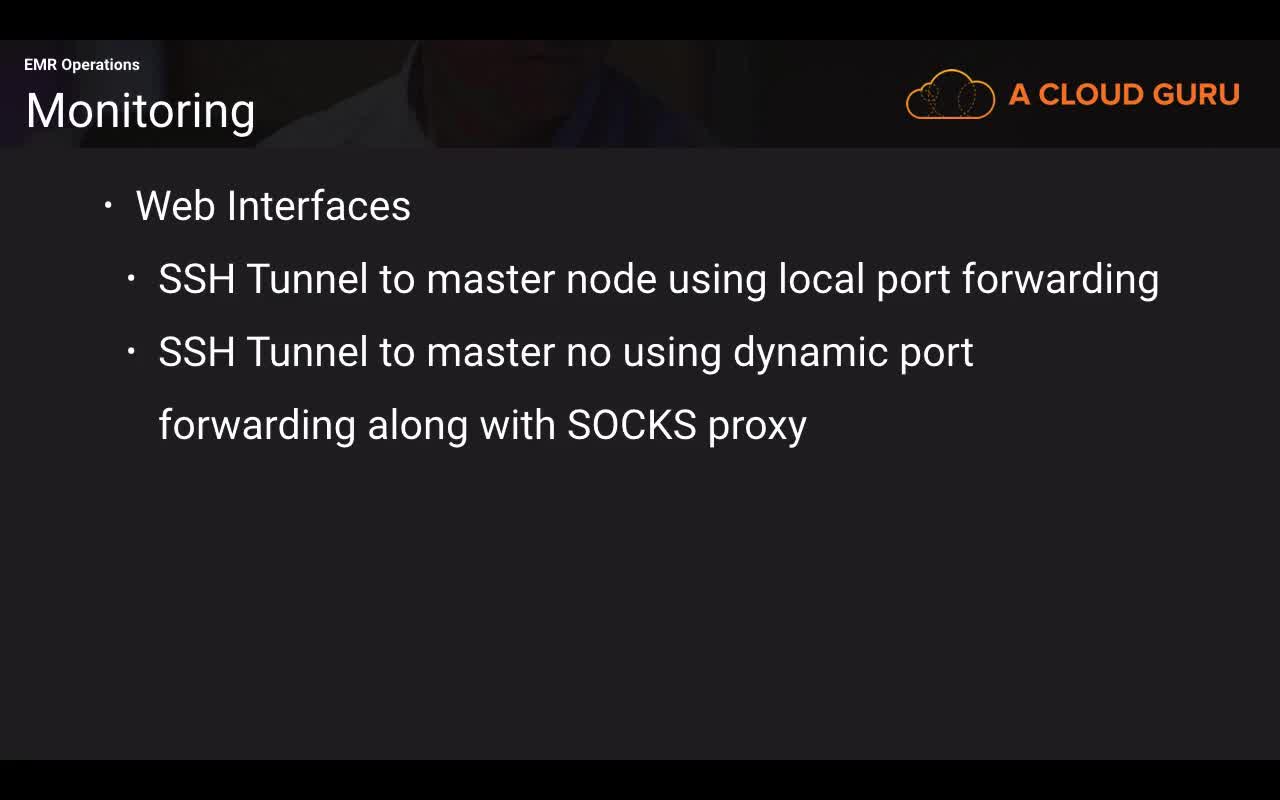 EMR Operations
Monitoring
A CLOUD GURU
• Web Interfaces
• SSH Tunnel to master node using local port forwarding
• SSH Tunnel to master no using dynamic port
forwarding along with SOCKS proxy